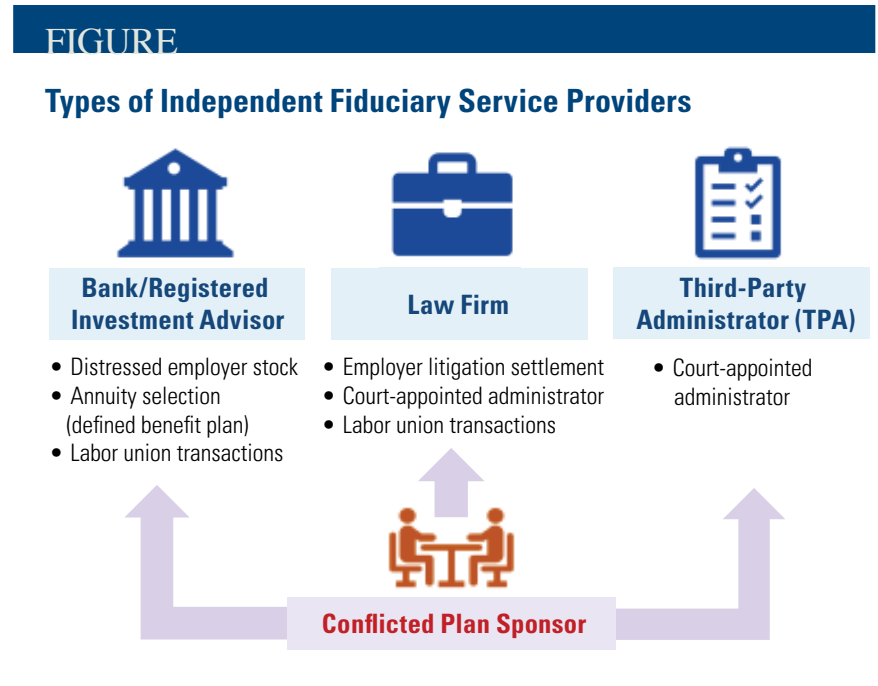 FIGURE
Types of Independent Fiduciary Service Providers
Bank/Registered
Investment Advisor
• Distressed employer stock
• Annuity selection
(defined benefit plan)
• Labor union transactions
Law Firm
• Employer litigation settlement
• Court-appointed administrator
• Labor union transactions
Third-Party
Administrator (TPA)
• Court-appointed
administrator
Conflicted Plan Sponsor